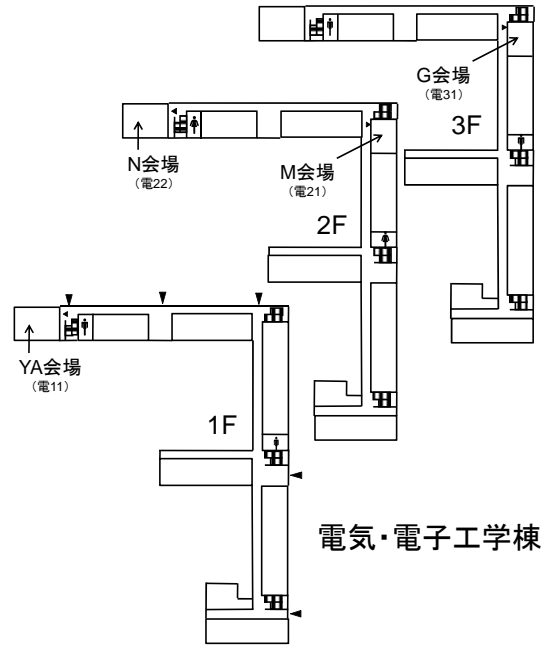 G会場
（電31）
3F
N会場
（電22）
M会場
（電21）
2F
YA会場
（電11）
1F
電気・電子工学棟